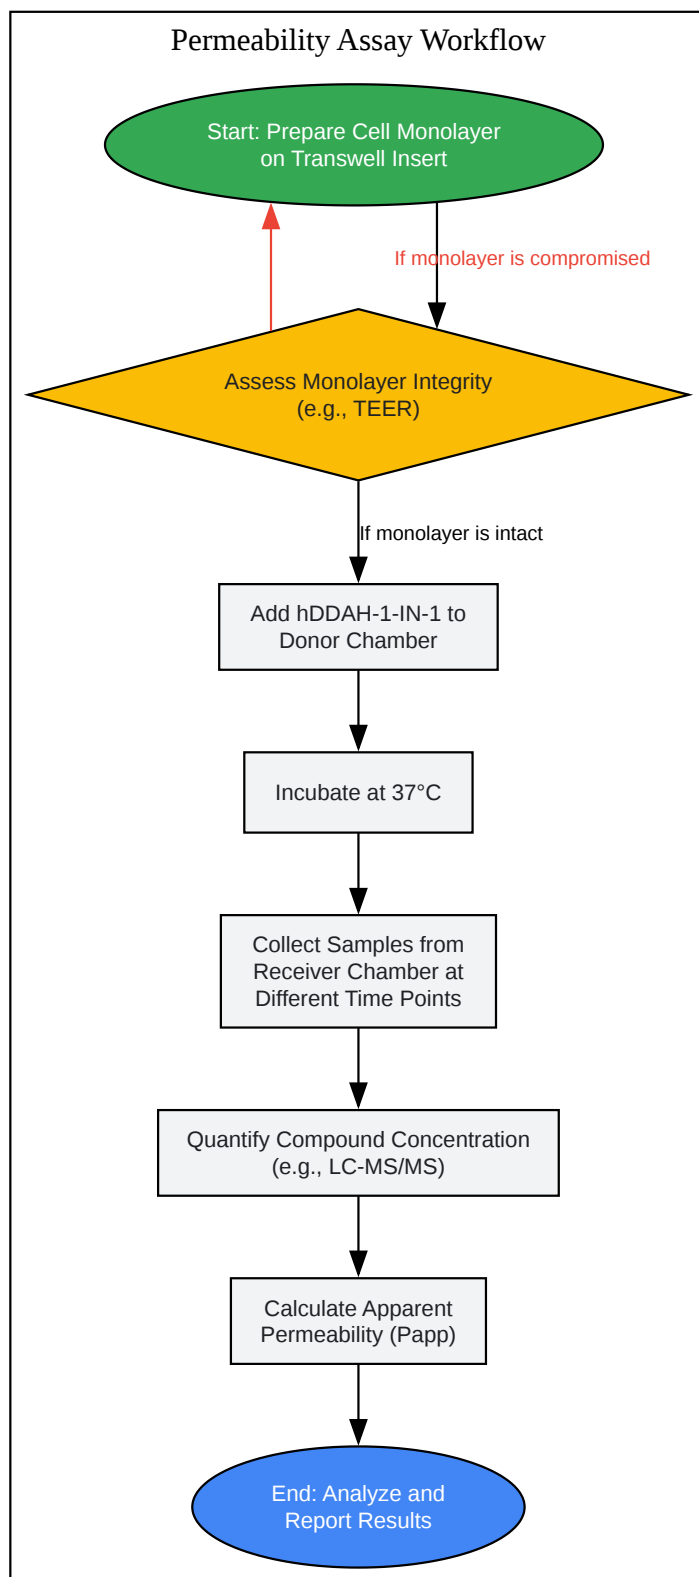 Permeability Assay Workflow
Start: Prepare Cell Monolayer
on Transwell Insert
If monolayer is compromised
Assess Monolayer Integrity
(e.g., TEER)
If monolayer is intact
Add hDDAH-1-IN-1 to
Donor Chamber
Incubate at 37°C
Collect Samples from
Receiver Chamber at
Different Time Points
Quantify Compound Concentration
(e.g., LC-MS/MS)
Calculate Apparent
Permeability (Papp)
End: Analyze and
Report Results